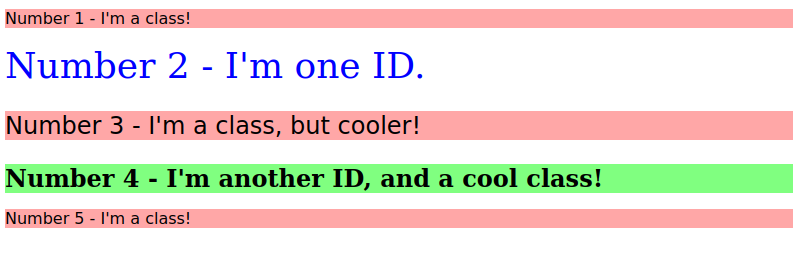 Number 1 - I'm a class!
Number 2 - I'm one ID.
Number 3 - I'm a class, but cooler!
Number 4 - I'm another ID, and a cool class!
Number 5 - I'm a class!